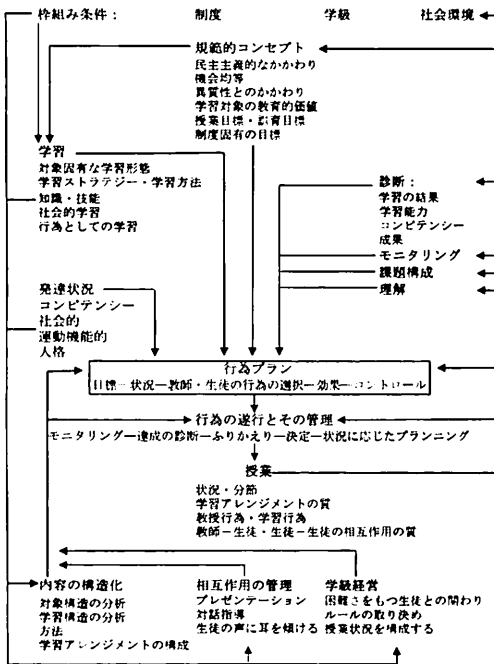 枠組み条件： 制度 学級 社会環境
規範的コンセプト
民主主義的なかかわり
機会均等
異質性とのかかわり
学習対象の教育的価値
授業目標・訓育目標
制度固有の目標
学習
対象固有な学習形態
学習ストラテジー・学習方法
知識・技能
社会的学習
行為としての学習
診断：
学習の結果
学習能力
コンピテンシー
成果
モニタリング
課題構成
理解
発達状況
コンピテンシー
社会的
運動機能的
人格
行為プラン
目標－状況－教師・生徒の行為の選択－効果－コントロール
行為の遂行とその管理
モニタリング－達成の診断－ふりかえり－決定－状況に応じたプランニング
授業
状況・分節
学習アレンジメントの質
教授行為・学習行為
教師－生徒・生徒－生徒の相互作用の質
内容の構造化
対象構造の分析
学習構造の分析
方法
学習アレンジメントの構成
相互作用の管理
プレゼンテーション
対話指導
生徒の声に耳を傾ける
学級経営
困難さをもつ生徒との関わり
ルールの取り決め
授業状況を構成する